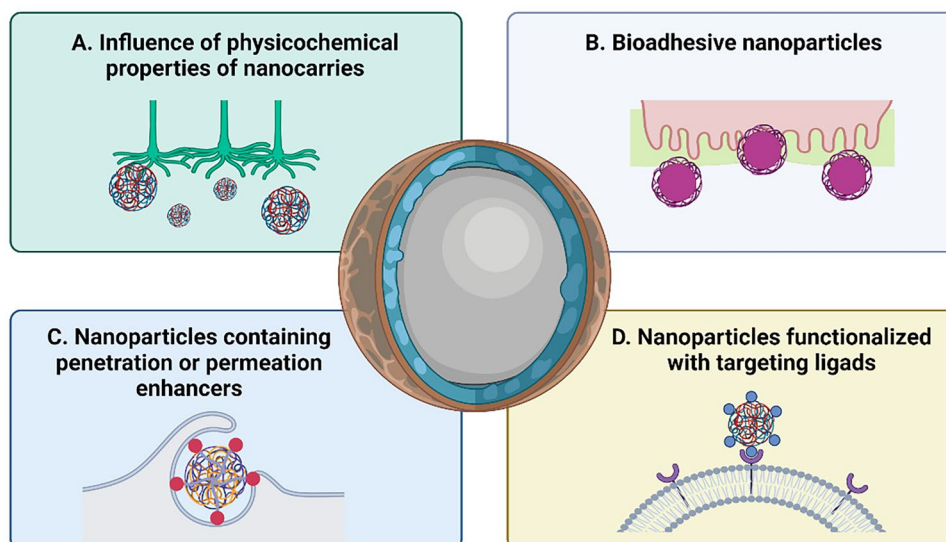 A. Influence of physicochemical
properties of nanocarries
B. Bioadhesive nanoparticles
C. Nanoparticles containing
penetration or permeation
enhancers
D. Nanoparticles functionalized
with targeting ligads